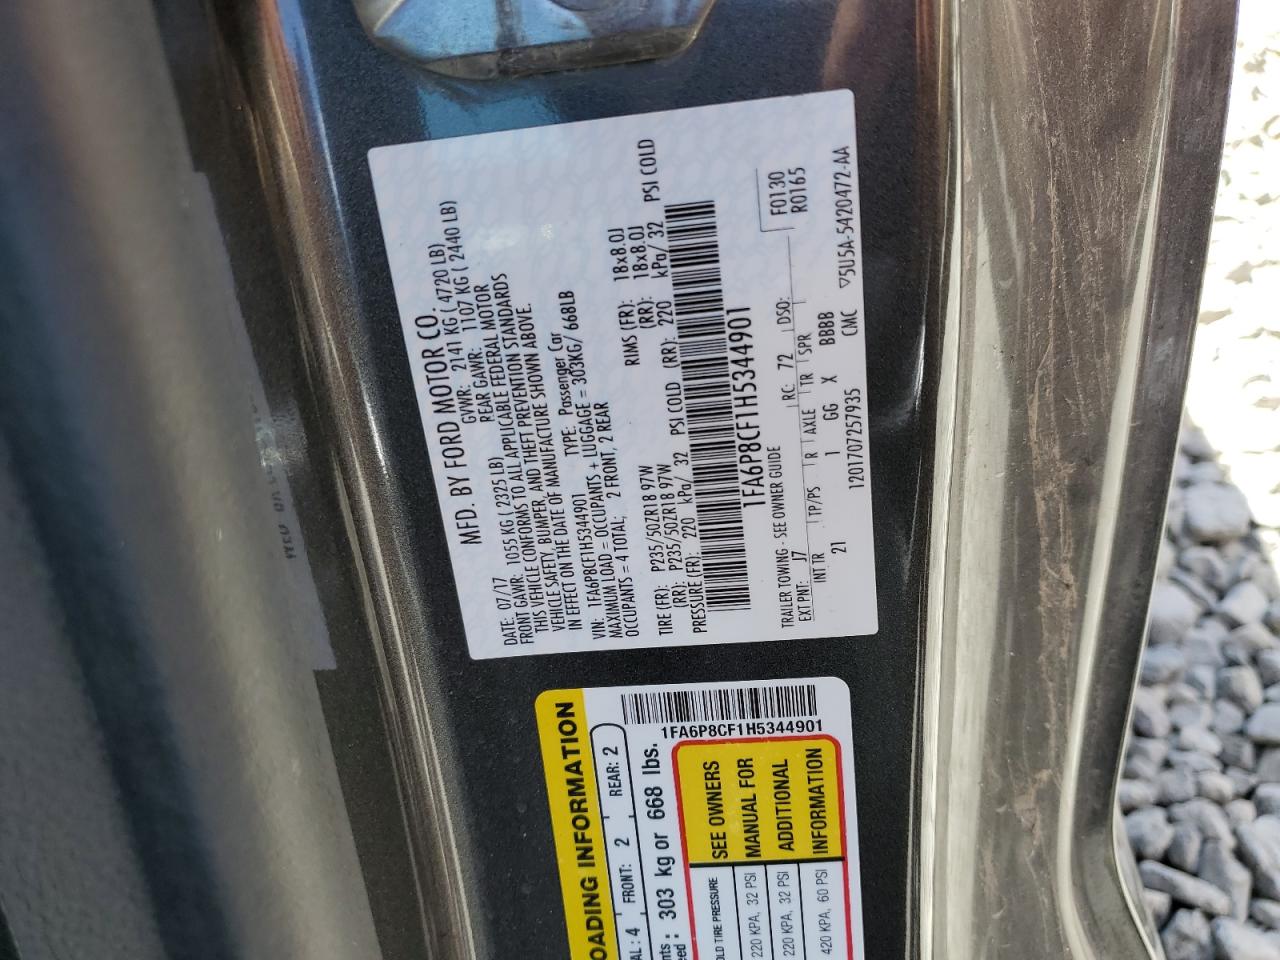 MFD. BY FORD MOTOR CO.
DATE: 07/17 GVWR: 2141 KG ( 4720 LB)
FRONT GAWR: 1055 KG ( 2325 LB) REAR GAWR: 1107 KG ( 2440 LB)
THIS VEHICLE CONFORMS TO ALL APPLICABLE FEDERAL MOTOR
VEHICLE SAFETY, BUMPER, AND THEFT PREVENTION STANDARDS
IN EFFECT ON THE DATE OF MANUFACTURE SHOWN ABOVE.
VIN: 1FA6P8CF1H5344901 TYPE: Passenger Car
MAXIMUM LOAD = OCCUPANTS + LUGGAGE = 303KG/ 668LB
OCCUPANTS = 4 TOTAL: 2 FRONT, 2 REAR
TIRE (FR): P235/50ZR18 97W RIMS (FR): 18x8.0J
(RR): P235/50ZR18 97W (RR): 18x8.0J
PRESSURE (FR): 220 kPa/ 32 PSI COLD (RR): 220 kPa/ 32 PSI COLD
1FA6P8CF1H5344901
F0130
TRAILER TOWING - SEE OWNER GUIDE R0165
EXT PNT: J7 RC: 72 DSO:
INT TR TP/PS R AXLE TR SPR
21 1 GG X BBBB
1201707257935 CMC ▽5U5A-5420472-AA
OADING INFORMATION
AL: 4 FRONT: 2 REAR: 2
nts: 303 kg or 668 lbs.
1FA6P8CF1H5344901
OLD TIRE PRESSURE SEE OWNERS
220 KPA, 32 PSI MANUAL FOR
220 KPA, 32 PSI ADDITIONAL
420 KPA, 60 PSI INFORMATION